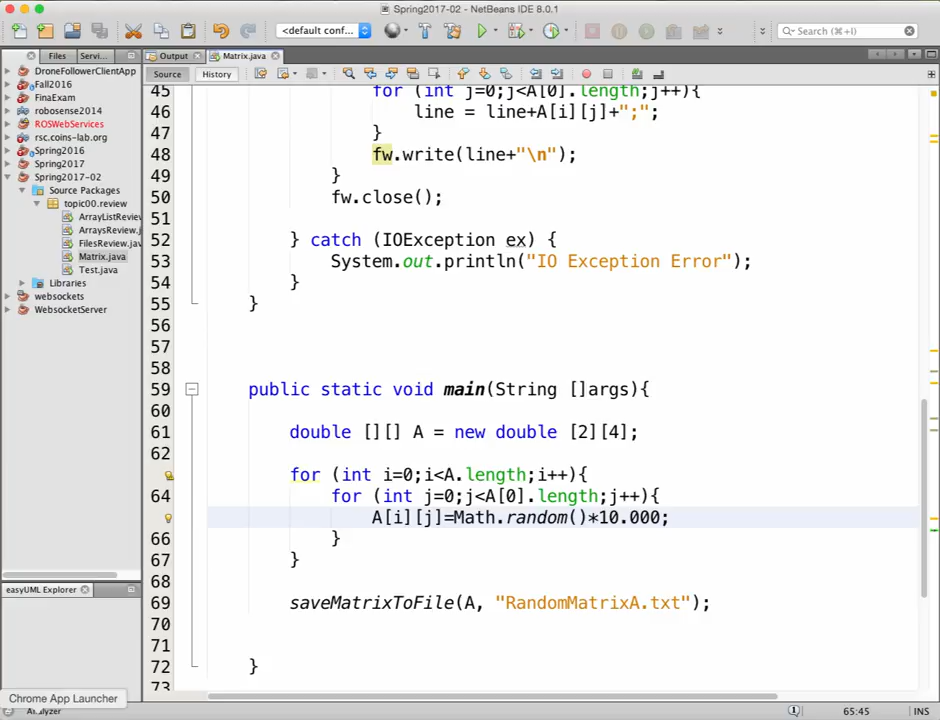 Spring2017-02 - NetBeans IDE 8.0.1
<default conf...
Search (⌘+I)
Files
Servi...
Output
Matrix.java
Source
History
DroneFollowerClientApp
Fall2016
FinaExam
robosense2014
ROSWebServices
rsc.coins-lab.org
Spring2016
Spring2017
Spring2017-02
Source Packages
topic00.review
ArrayListReview
ArraysReview.j
FilesReview.jav
Matrix.java
Test.java
Libraries
websockets
WebsocketServer
easyUML Explorer
Chrome App Launcher
45 for (int j=0;j<A[0].length;j++){
46 line = line+A[i][j]+";";
47 }
48 fw.write(line+"\n");
49 }
50 fw.close();
51
52 } catch (IOException ex) {
53 System.out.println("IO Exception Error");
54 }
55 }
56
57
58
59 public static void main(String []args){
60
61 double [][] A = new double [2][4];
62
for (int i=0;i<A.length;i++){
64 for (int j=0;j<A[0].length;j++){
A[i][j]=Math.random()*10.000;
66 }
67 }
68
69 saveMatrixToFile(A, "RandomMatrixA.txt");
70
71
72 }
73
65:45
INS